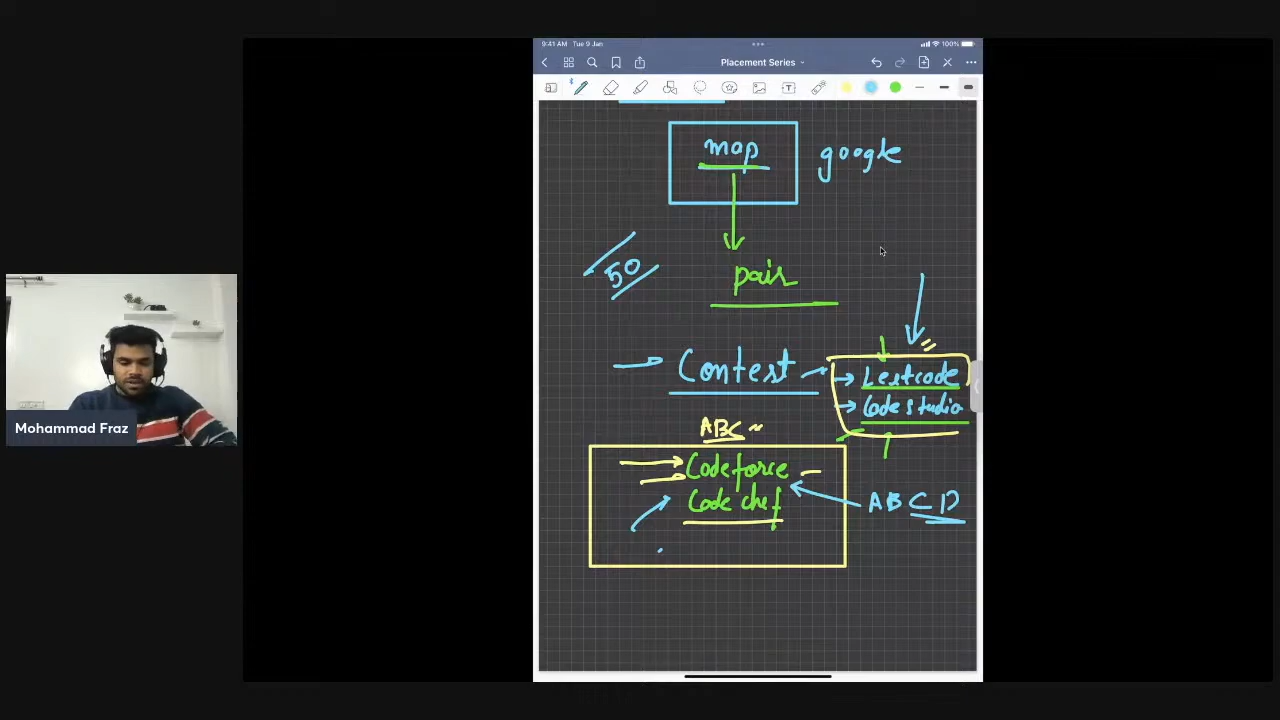 9:41 AM Tue 9 Jan
100%
Placement Series
map
google
50
pair
Contest
Leetcode
Code studio
ABC
Codeforce
Code chef
ABCD
Mohammad Fraz